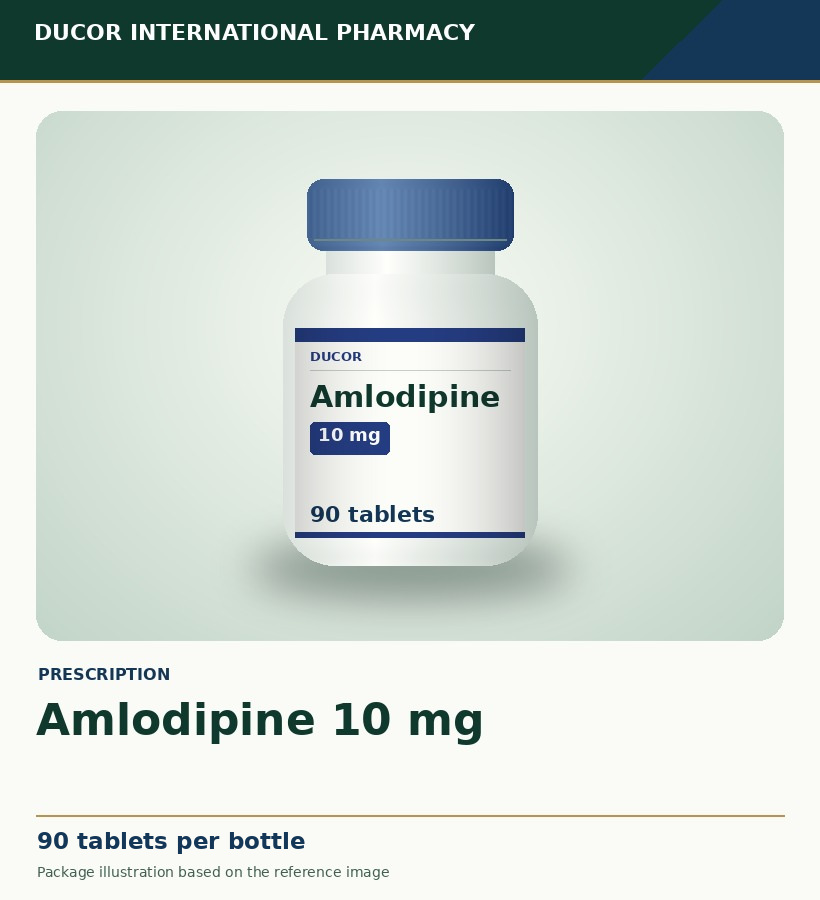 DUCOR INTERNATIONAL PHARMACY
DUCOR
Amlodipine
10 mg
90 tablets
PRESCRIPTION
Amlodipine 10 mg
90 tablets per bottle
Package illustration based on the reference image